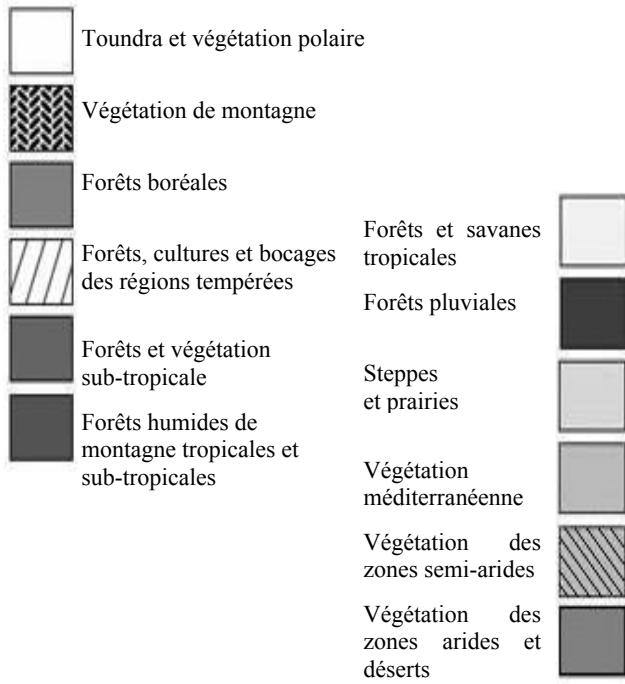 Toundra et végétation polaire
Végétation de montagne
Forêts boréales
Forêts, cultures et bocages
des régions tempérées
Forêts et végétation
sub-tropicale
Forêts humides de
montagne tropicales et
sub-tropicales
Forêts et savanes
tropicales
Forêts pluviales
Steppes
et prairies
Végétation
méditerranéenne
Végétation des
zones semi-arides
Végétation des
zones arides et
déserts